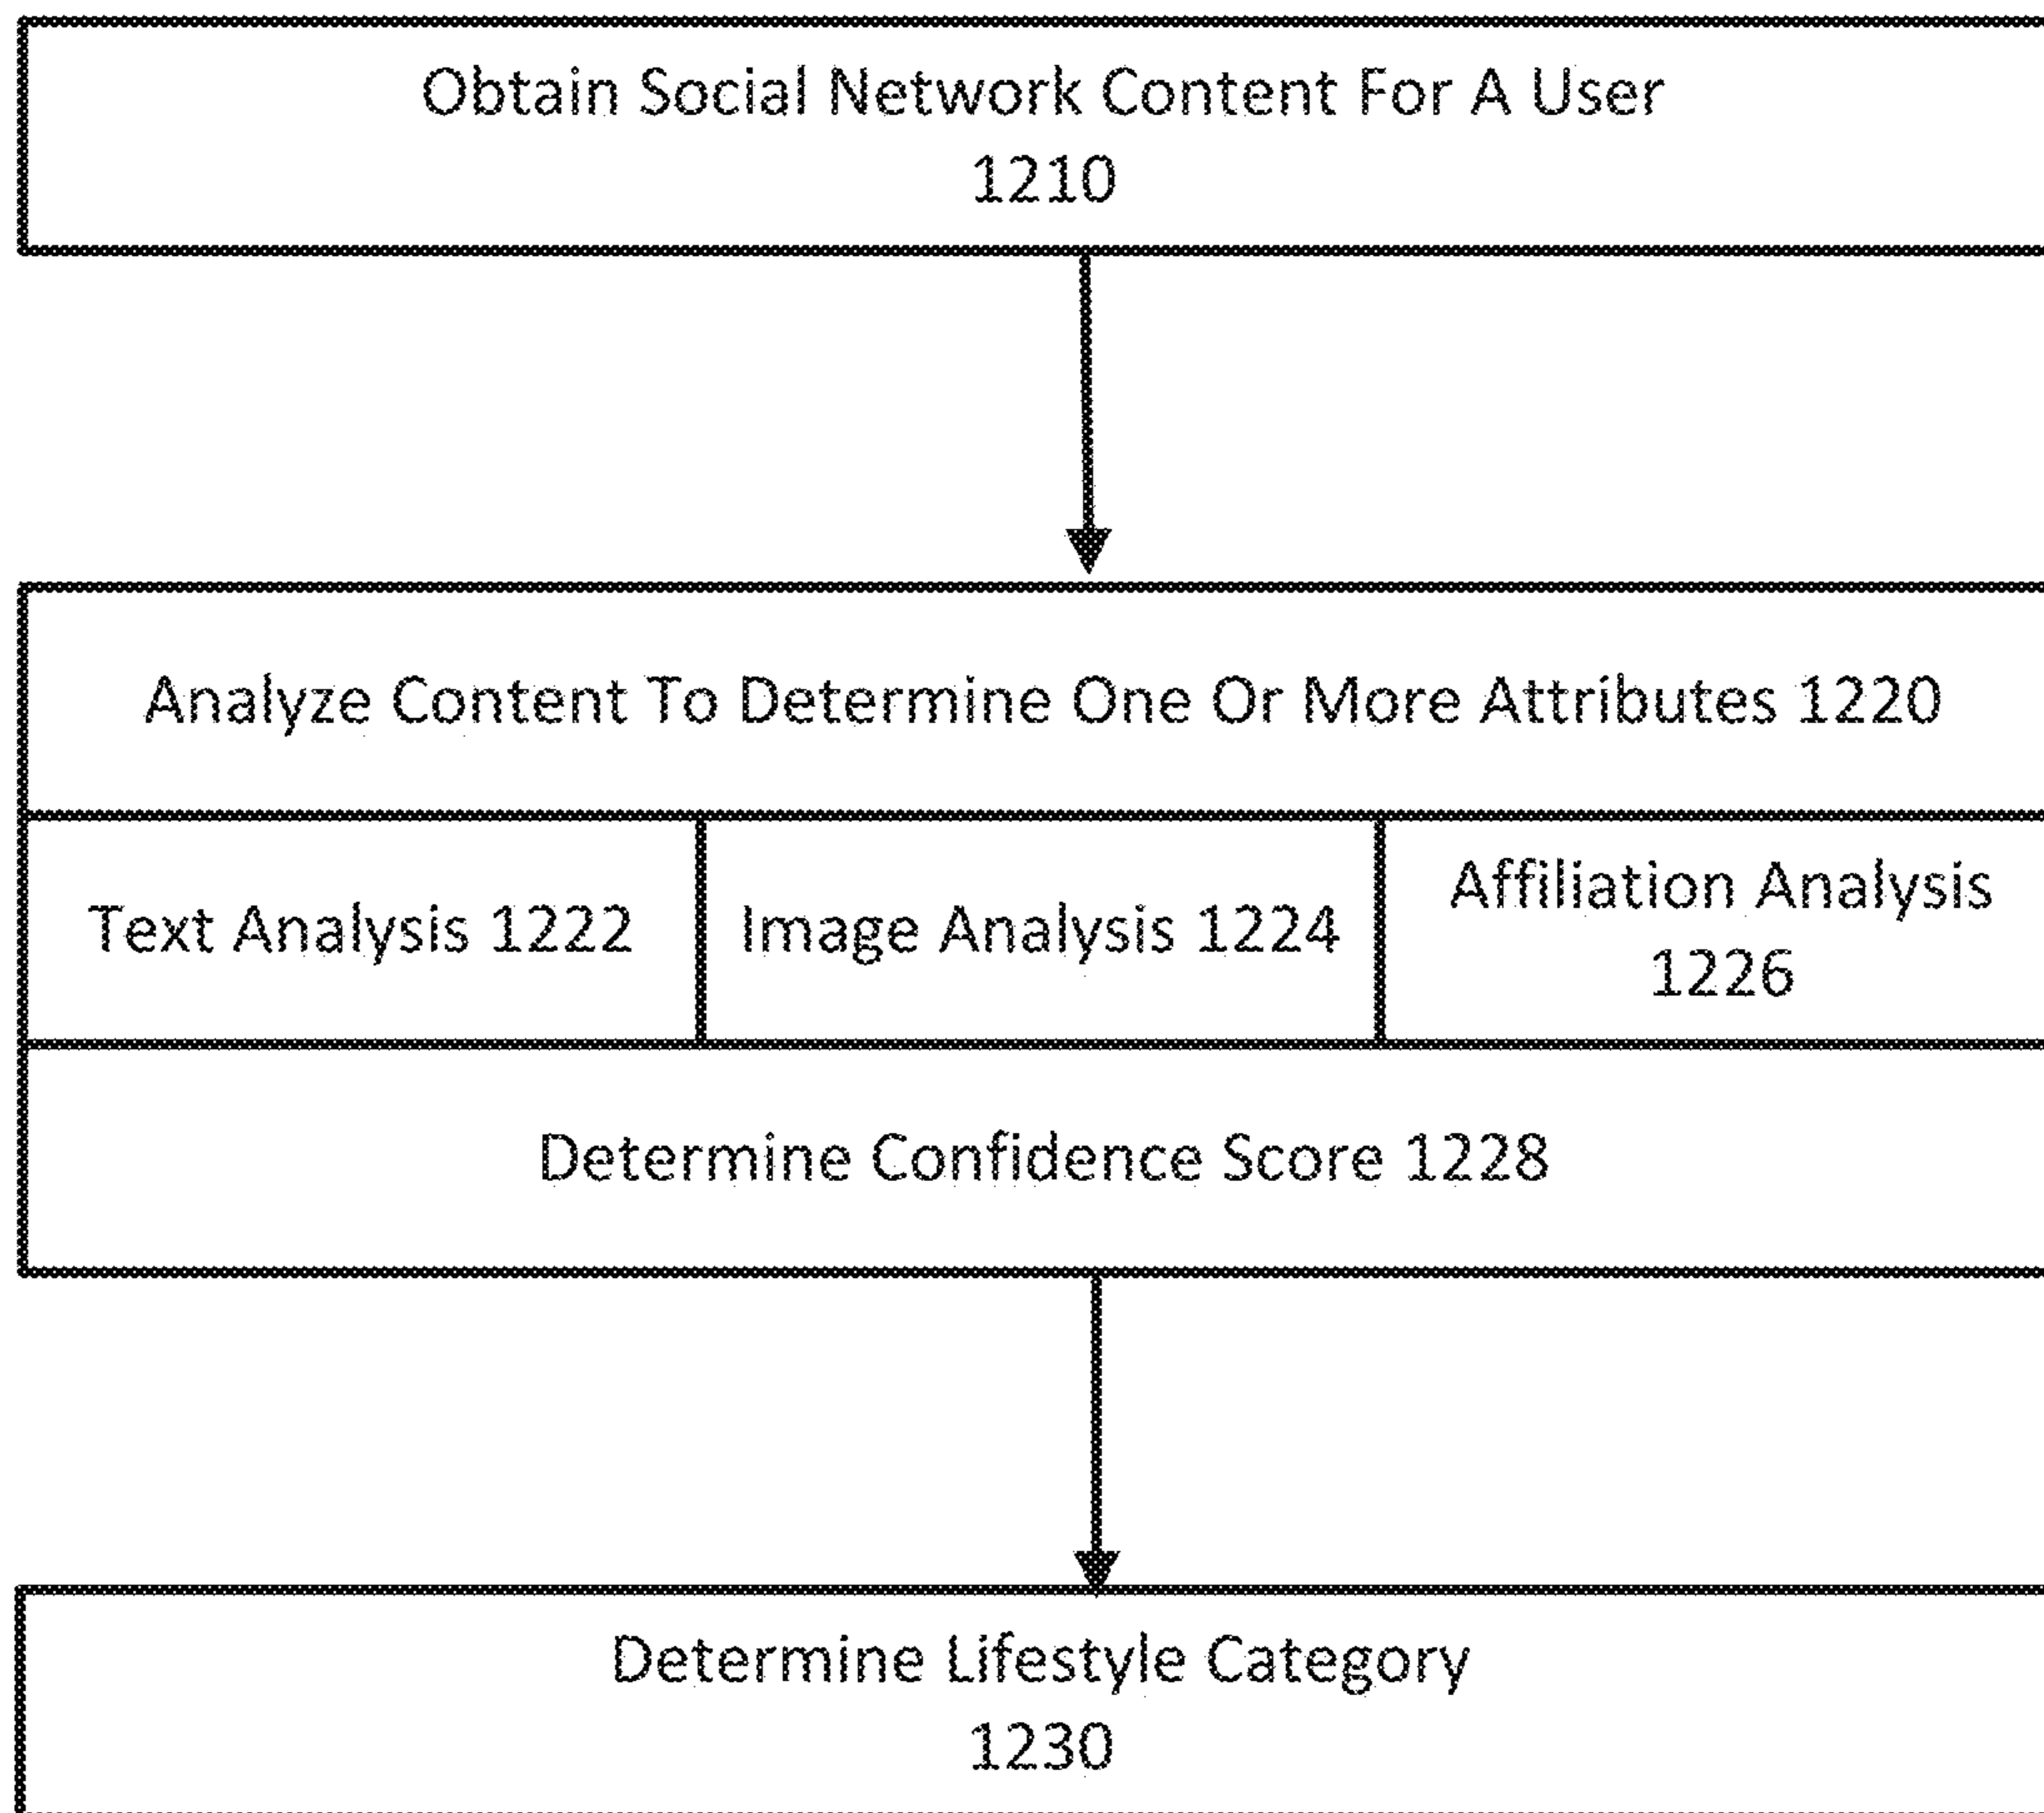 Obtain Social Network Content For A User
1210
Analyze Content To Determine One Or More Attributes 1220
Text Analysis 1222
Image Analysis 1224
Affiliation Analysis
1226
Determine Confidence Score 1228
Determine Lifestyle Category
1230